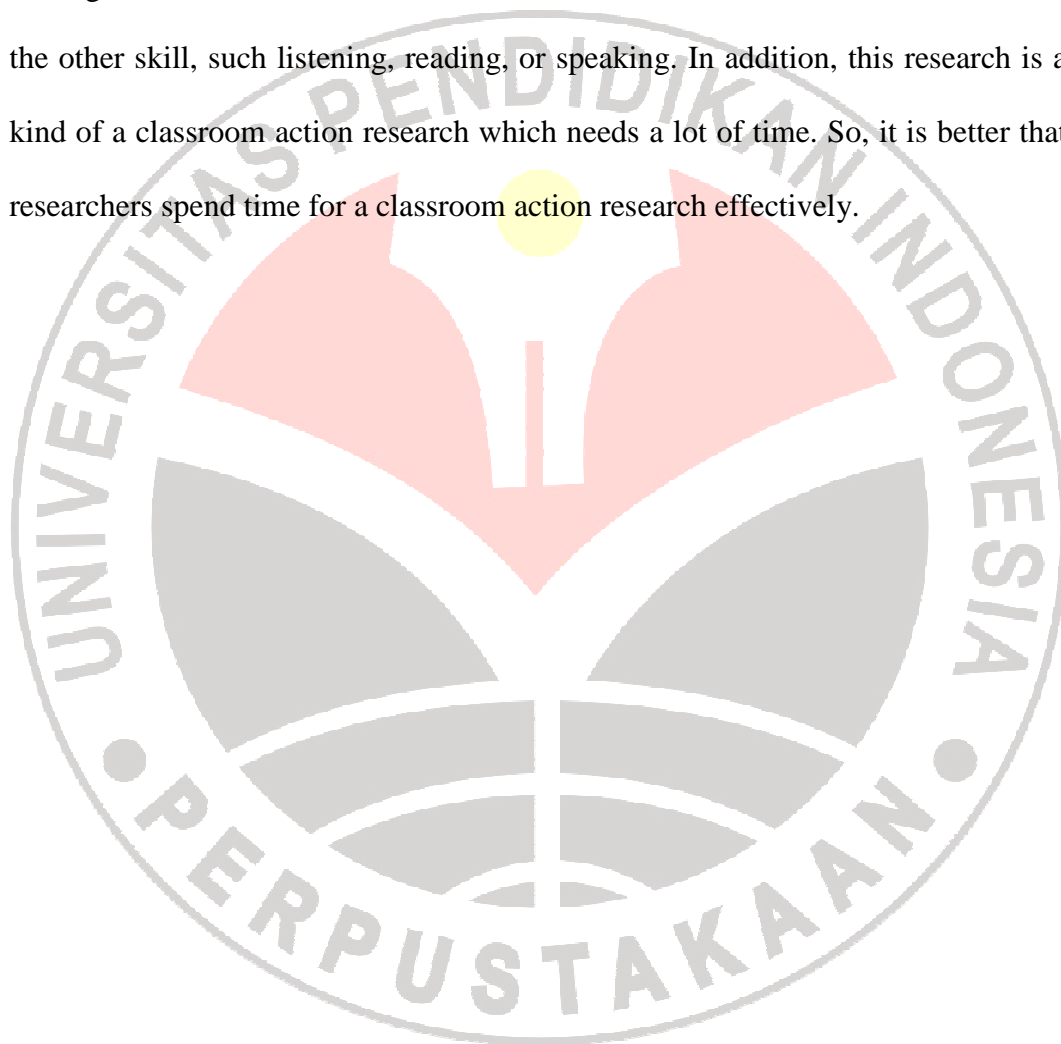 the other skill, such listening, reading, or speaking. In addition, this research is a
kind of a classroom action research which needs a lot of time. So, it is better that
researchers spend time for a classroom action research effectively.
UNIVERSITAS PENDIDIKAN INDONESIA
PERPUSTAKAAN